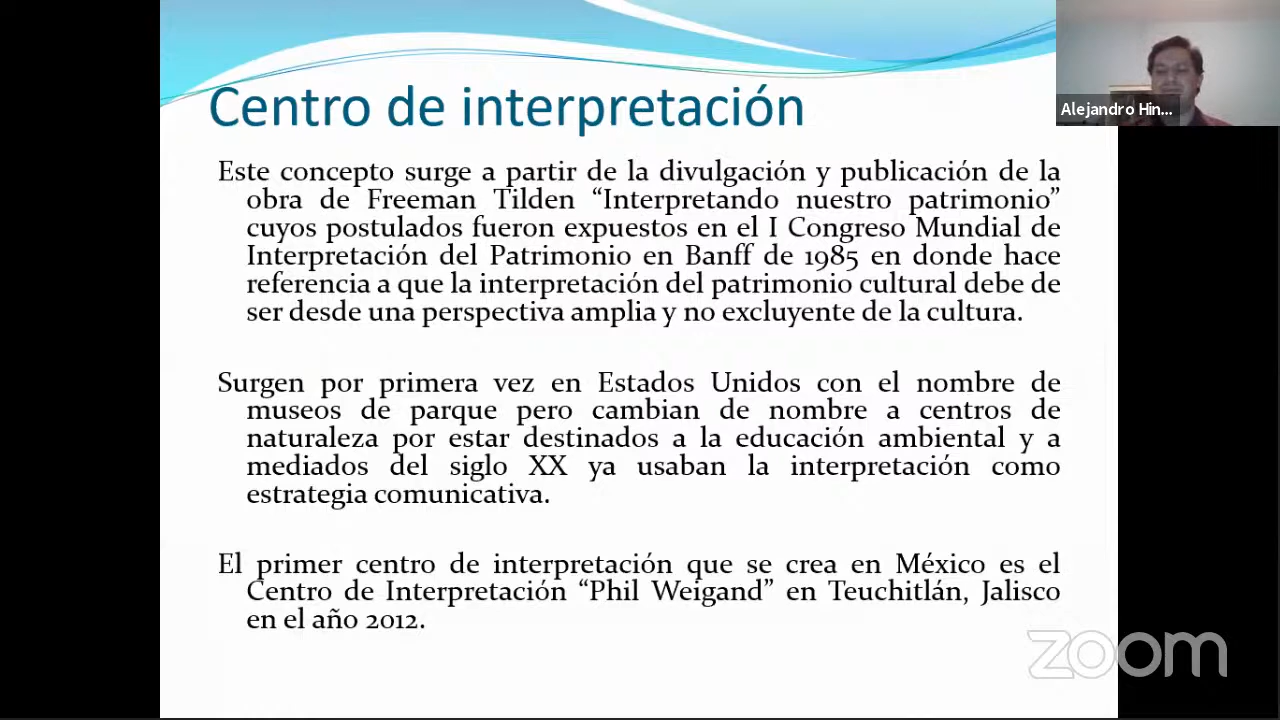 Centro de interpretación
Alejandro Hin...
Este concepto surge a partir de la divulgación y publicación de la
obra de Freeman Tilden “Interpretando nuestro patrimonio”
cuyos postulados fueron expuestos en el I Congreso Mundial de
Interpretación del Patrimonio en Banff de 1985 en donde hace
referencia a que la interpretación del patrimonio cultural debe de
ser desde una perspectiva amplia y no excluyente de la cultura.
Surgen por primera vez en Estados Unidos con el nombre de
museos de parque pero cambian de nombre a centros de
naturaleza por estar destinados a la educación ambiental y a
mediados del siglo XX ya usaban la interpretación como
estrategia comunicativa.
El primer centro de interpretación que se crea en México es el
Centro de Interpretación “Phil Weigand” en Teuchitlán, Jalisco
en el año 2012.
zoom